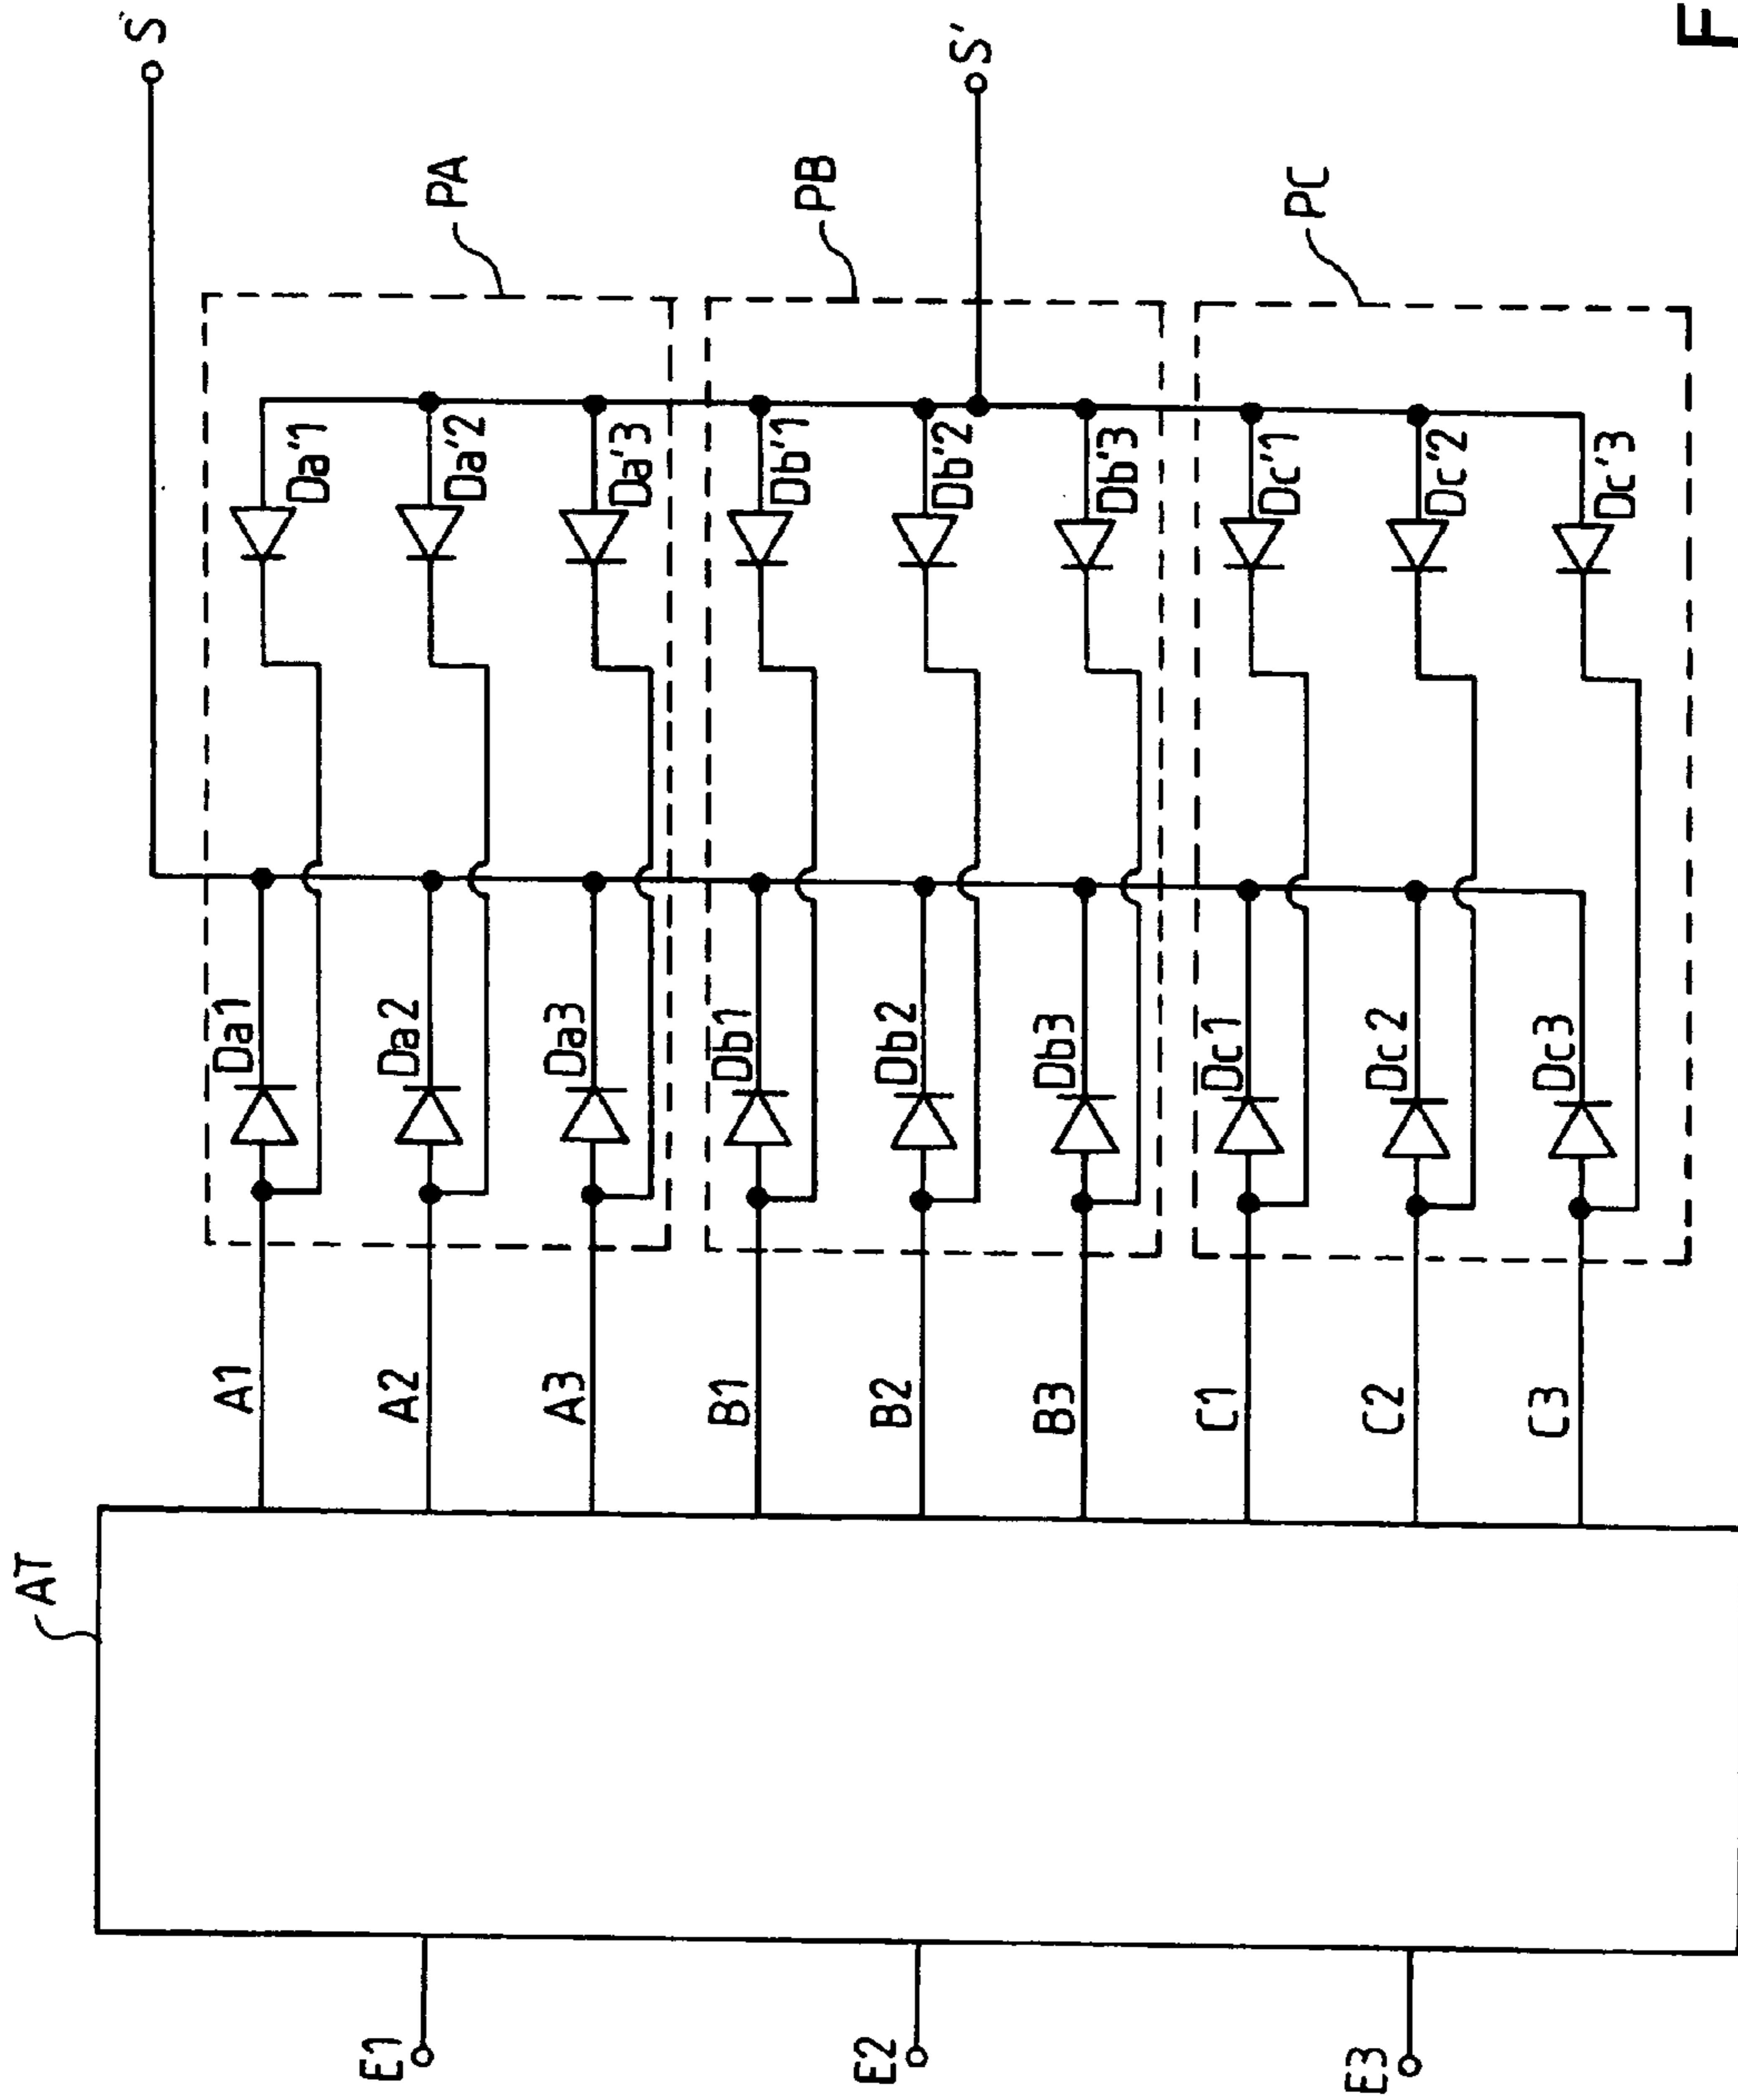 S
S'
PA
PB
PC
Da'1
Da'2
Da'3
Db'1
Db'2
Db'3
Dc'1
Dc'2
Dc'3
Da1
Da2
Da3
Db1
Db2
Db3
Dc1
Dc2
Dc3
A1
A2
A3
B1
B2
B3
C1
C2
C3
AT
E1
E2
E3
F